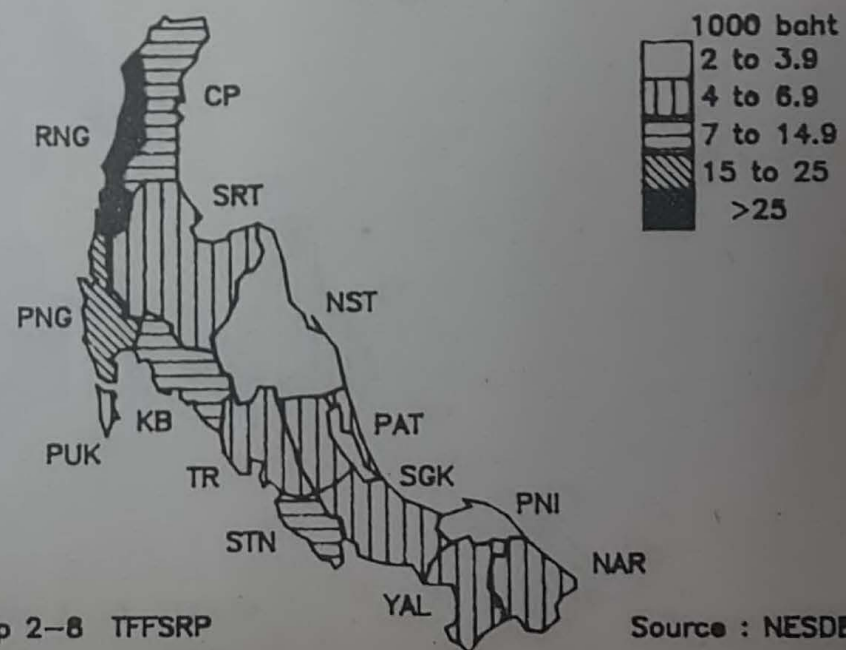 1000 baht
2 to 3.9
4 to 6.9
7 to 14.9
15 to 25
>25
CP
RNG
SRT
PNG
NST
KB
PUK
PAT
TR
SGK
PNI
STN
NAR
YAL
2-8 TFFSRP
Source : NESDB